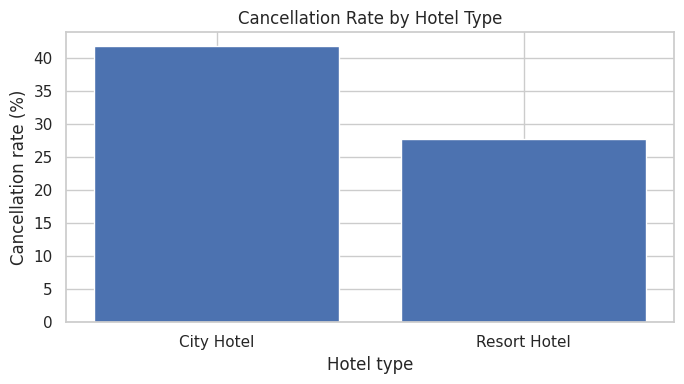 Cancellation Rate by Hotel Type
Cancellation rate (%)
40
35
30
25
20
15
10
5
0
City Hotel
Resort Hotel
Hotel type